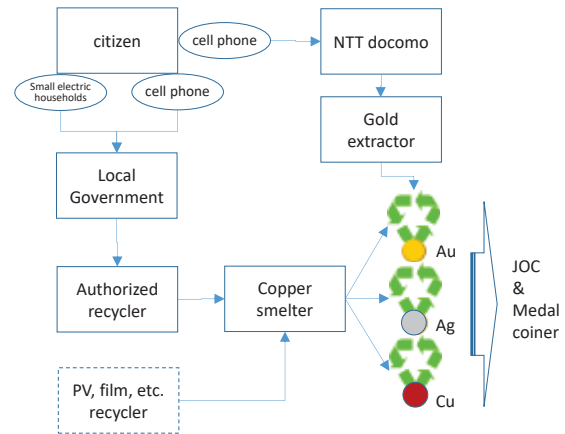 citizen
cell phone
NTT docomo
Small electric
households
cell phone
Gold
extractor
Local
Government
Au
Authorized
recycler
Copper
smelter
Ag
JOC
&
Medal
coiner
PV, film, etc.
recycler
Cu